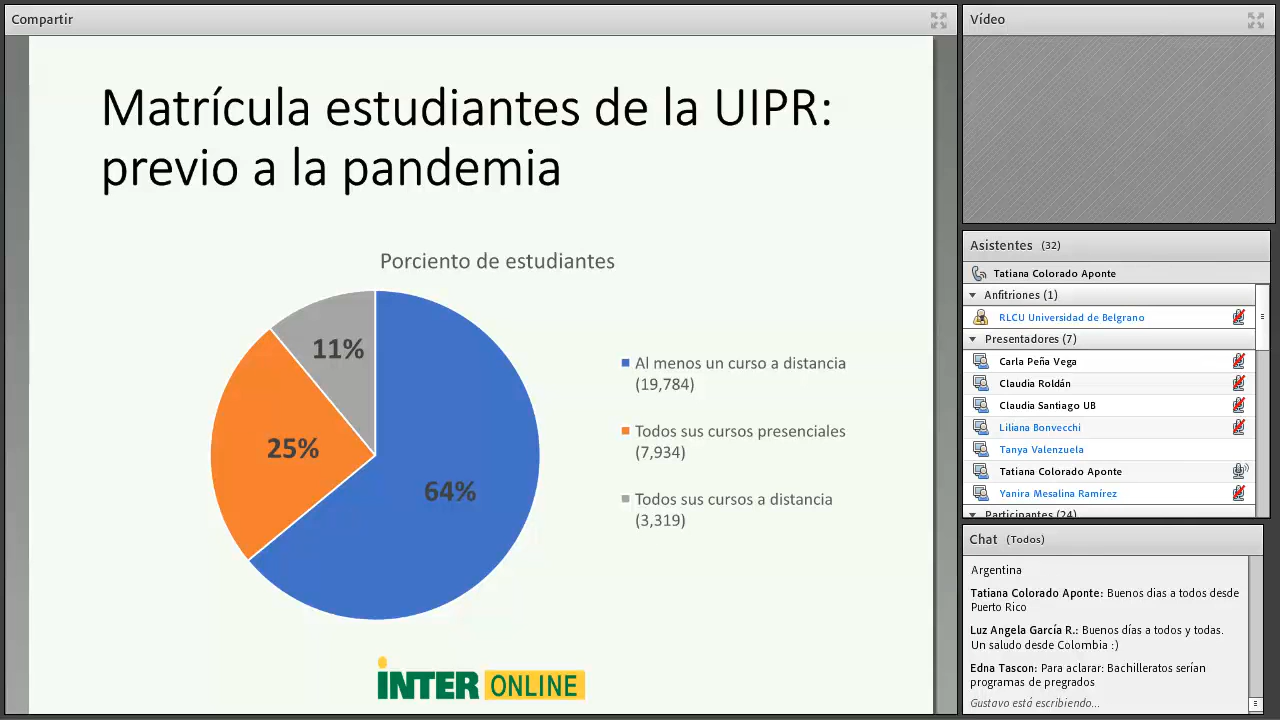 Compartir
Matrícula estudiantes de la UIPR:
previo a la pandemia
Porciento de estudiantes
11%
25%
64%
Al menos un curso a distancia
(19,784)
Todos sus cursos presenciales
(7,934)
Todos sus cursos a distancia
(3,319)
INTER ONLINE
Vídeo
Asistentes (32)
Tatiana Colorado Aponte
Anfitriones (1)
RLCU Universidad de Belgrano
Presentadores (7)
Carla Peña Vega
Claudia Roldán
Claudia Santiago UB
Liliana Bonvecchi
Tanya Valenzuela
Tatiana Colorado Aponte
Yanira Mesalina Ramírez
Participantes (24)
Chat (Todos)
Argentina
Tatiana Colorado Aponte: Buenos dias a todos desde
Puerto Rico
Luz Angela García R.: Buenos días a todos y todas.
Un saludo desde Colombia :)
Edna Tascon: Para aclarar: Bachilleratos serían
programas de pregrados
Gustavo está escribiendo...